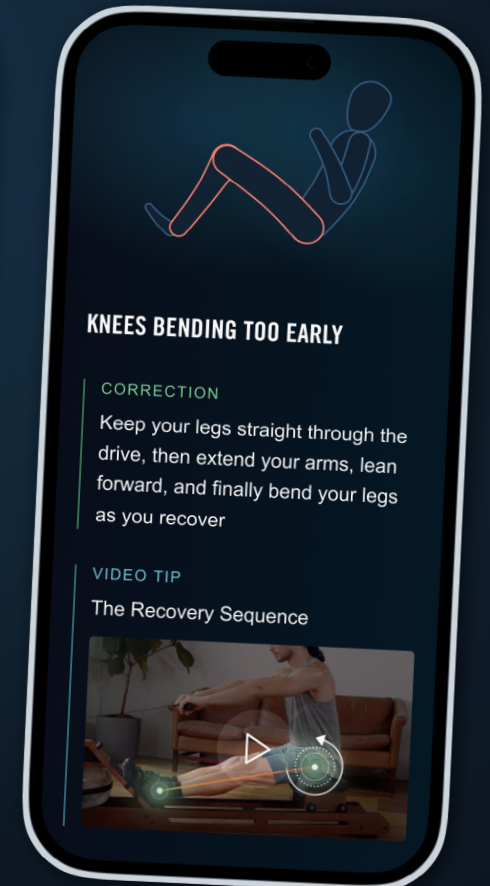 KNEES BENDING TOO EARLY
CORRECTION
Keep your legs straight through the
drive, then extend your arms, lean
forward, and finally bend your legs
as you recover
VIDEO TIP
The Recovery Sequence